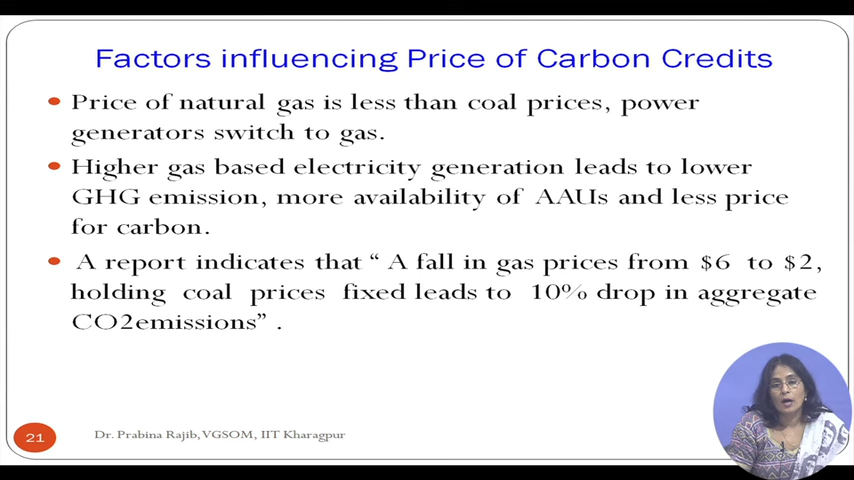 Factors influencing Price of Carbon Credits
Price of natural gas is less than coal prices, power
generators switch to gas.
Higher gas based electricity generation leads to lower
GHG emission, more availability of AAUs and less price
for carbon.
A report indicates that “ A fall in gas prices from $6 to $2,
holding coal prices fixed leads to 10% drop in aggregate
CO2emissions” .
21
Dr. Prabina Rajib, VGSOM, IIT Kharagpur